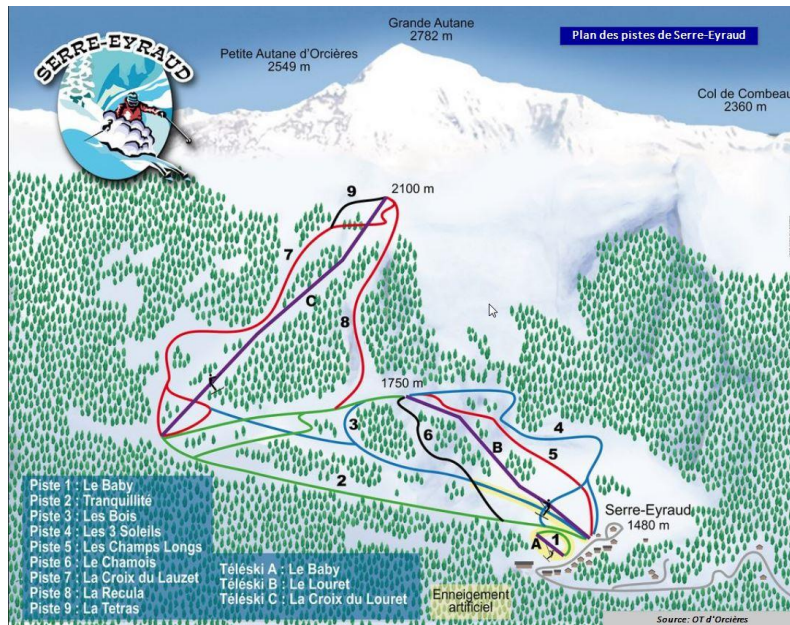 Grande Autane
2782 m
Plan des pistes de Serre-Eyraud
SERRE-EYRAUD
Petite Autane d'Orcières
2549 m
Col de Combeau
2360 m
9
2100 m
7
C
8
1750 m
3
6
4
B
5
2
Serre-Eyraud
1480 m
A
1
Piste 1 : Le Baby
Piste 2 : Tranquillité
Piste 3 : Les Bois
Piste 4 : Les 3 Soleils
Piste 5 : Les Champs Longs
Piste 6 : Le Chamois
Piste 7 : La Croix du Lauzet
Piste 8 : La Recula
Piste 9 : La Tetras
Téléski A : Le Baby
Téléski B : Le Louret
Téléski C : La Croix du Louret
Enneigement
artificiel
Source: OT d'Orcières